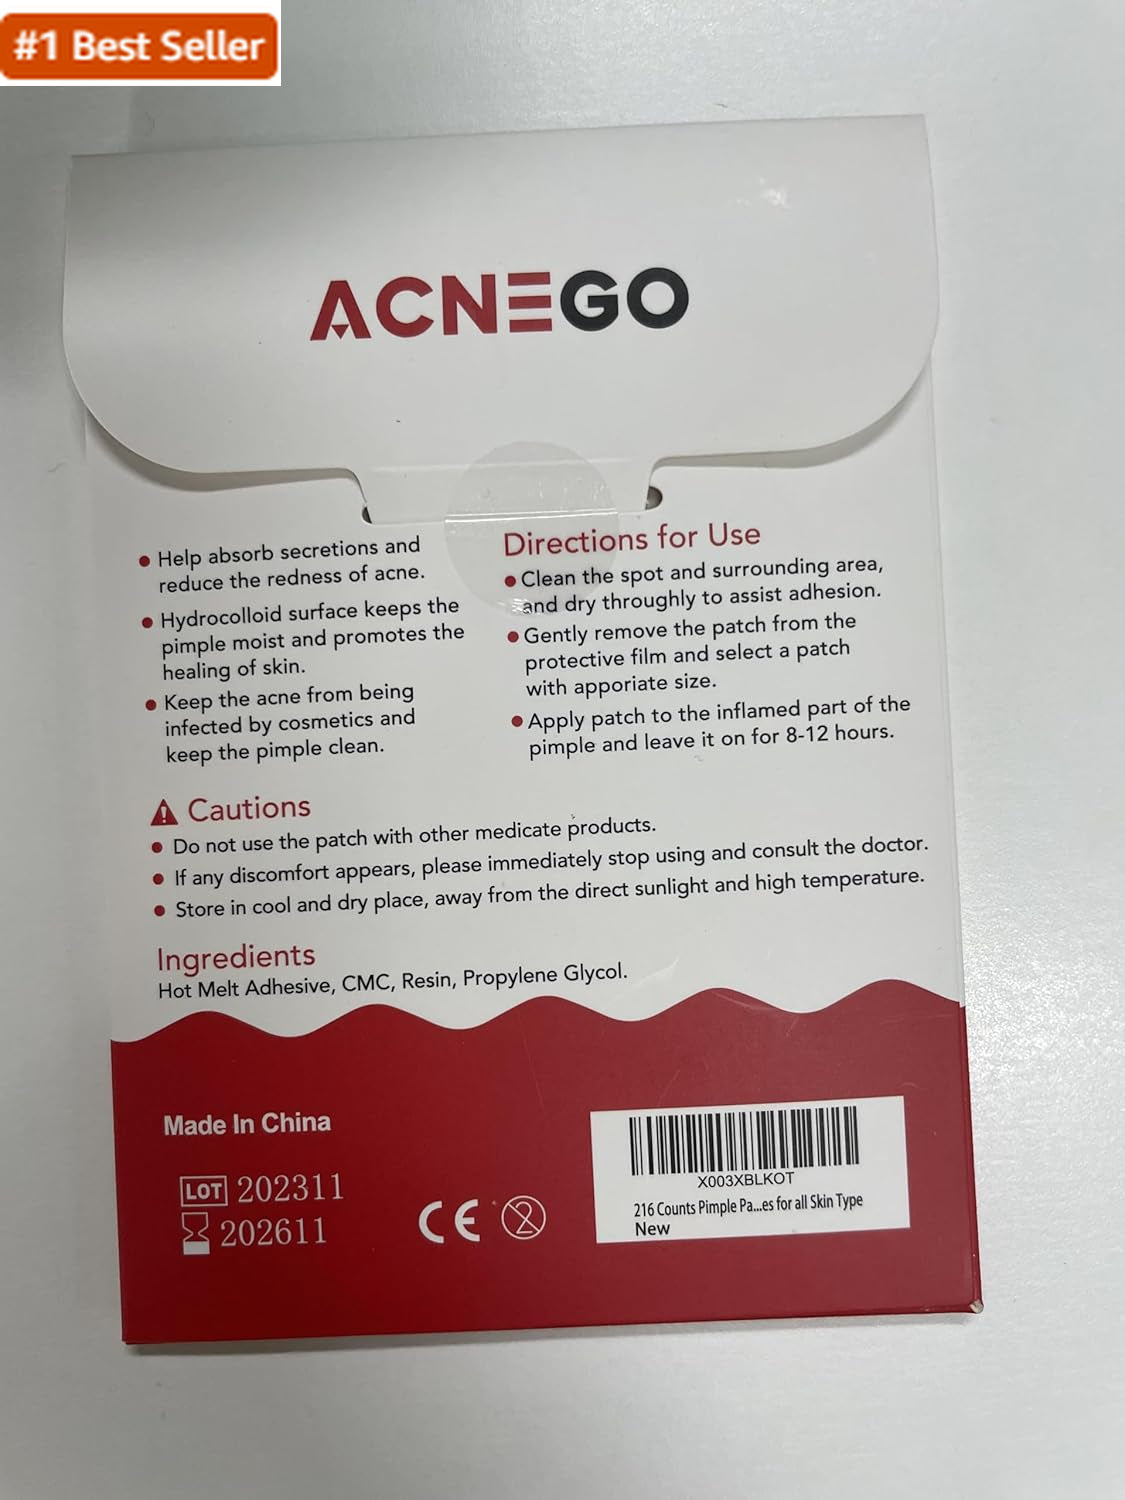 #1 Best Seller
ACNEGO
Help absorb secretions and
reduce the redness of acne.
Hydrocolloid surface keeps the
pimple moist and promotes the
healing of skin.
Keep the acne from being
infected by cosmetics and
keep the pimple clean.
Directions for Use
Clean the spot and surrounding area,
and dry throughly to assist adhesion.
Gently remove the patch from the
protective film and select a patch
with apporiate size.
Apply patch to the inflamed part of the
pimple and leave it on for 8-12 hours.
Cautions
Do not use the patch with other medicate products.
If any discomfort appears, please immediately stop using and consult the doctor.
Store in cool and dry place, away from the direct sunlight and high temperature.
Ingredients
Hot Melt Adhesive, CMC, Resin, Propylene Glycol.
Made In China
LOT 202311
202611
CE 2
X003XBLKOT
216 Counts Pimple Pa...es for all Skin Type
New